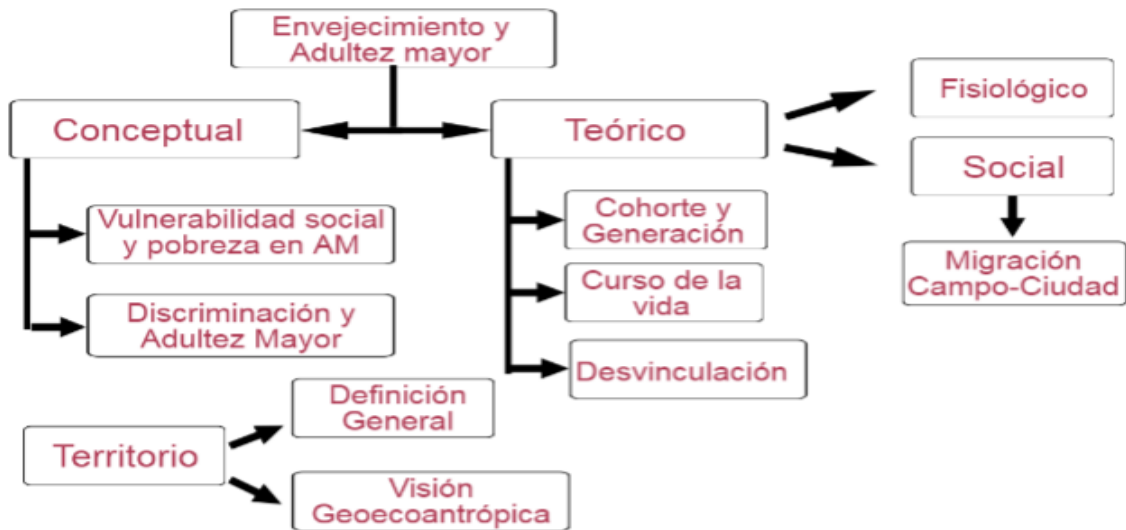 Envejecimiento y
Adultez mayor
Conceptual
Teórico
Fisiológico
Social
Migración
Campo-Ciudad
Vulnerabilidad social
y pobreza en AM
Discriminación y
Adultez Mayor
Cohorte y
Generación
Curso de la
vida
Desvinculación
Territorio
Definición
General
Visión
Geoecoantrópica